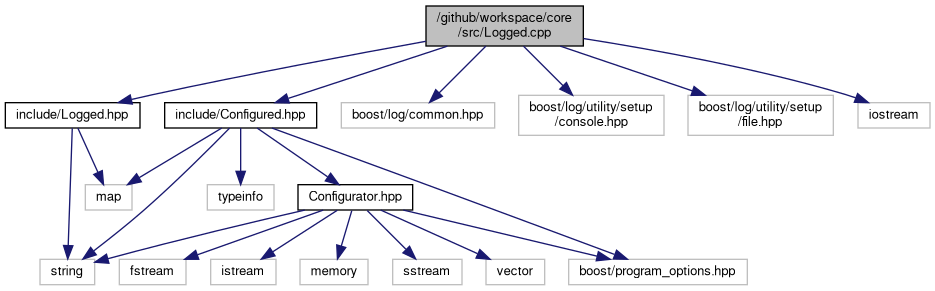 /github/workspace/core
/src/Logged.cpp
include/Logged.hpp
include/Configured.hpp
boost/log/common.hpp
boost/log/utility/setup
/console.hpp
boost/log/utility/setup
/file.hpp
iostream
map
typeinfo
Configurator.hpp
string
fstream
istream
memory
sstream
vector
boost/program_options.hpp